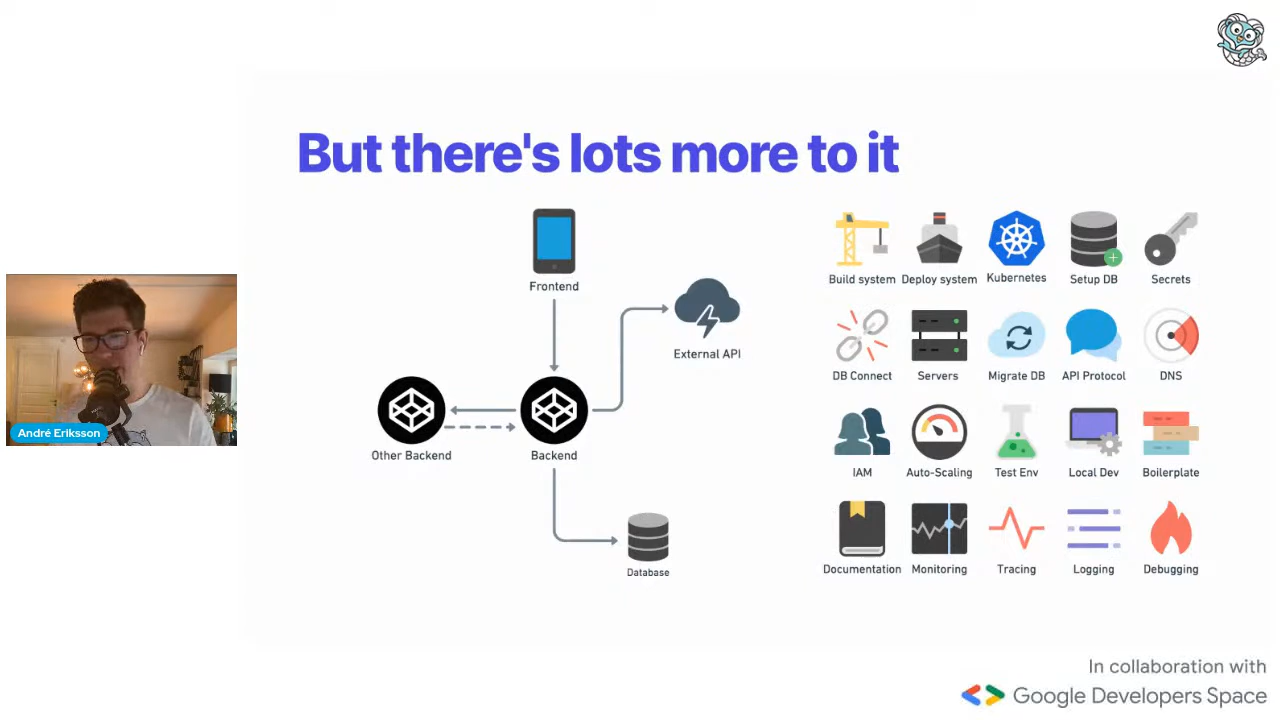 But there's lots more to it
Frontend
External API
Other Backend
Backend
Database
Build system
Deploy system
Kubernetes
Setup DB
Secrets
DB Connect
Servers
Migrate DB
API Protocol
DNS
IAM
Auto-Scaling
Test Env
Local Dev
Boilerplate
Documentation
Monitoring
Tracing
Logging
Debugging
André Eriksson
In collaboration with
Google Developers Space